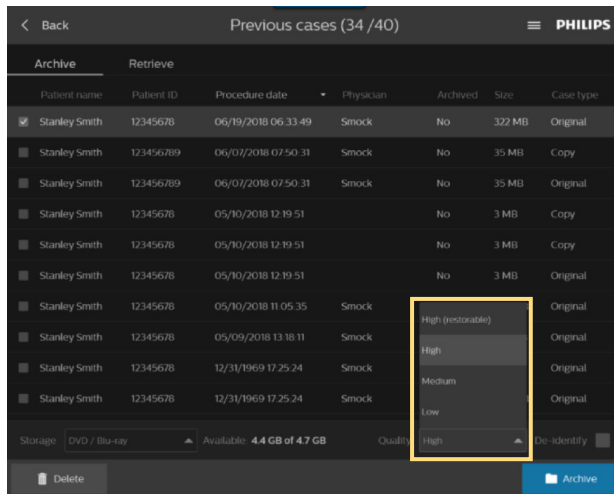 Back Previous cases (34 /40) PHILIPS
Archive Retrieve
Patient name Patient ID Procedure date Physician Archived Size Case type
Stanley Smith 12345678 06/19/2018 06:33:49 Smock No 322 MB Original
Stanley Smith 123456789 06/07/2018 07:50:31 Smock No 35 MB Copy
Stanley Smith 123456789 06/07/2018 07:50:31 Smock No 35 MB Original
Stanley Smith 12345678 05/10/2018 12:19:51 No 3 MB Copy
Stanley Smith 12345678 05/10/2018 12:19:51 No 3 MB Copy
Stanley Smith 12345678 05/10/2018 12:19:51 No 3 MB Original
Stanley Smith 12345678 05/10/2018 11:05:35 Smock Original
High (restorable)
Stanley Smith 12345678 05/09/2018 13:18:11 Smock Original
High
Stanley Smith 12345678 12/31/1969 17:25:24 Smock Original
Medium
Stanley Smith 12345678 12/31/1969 17:25:24 Smock Original
Low
Storage DVD / Blu-ray Available: 4.4 GB of 4.7 GB Quality High De-identify
Delete Archive